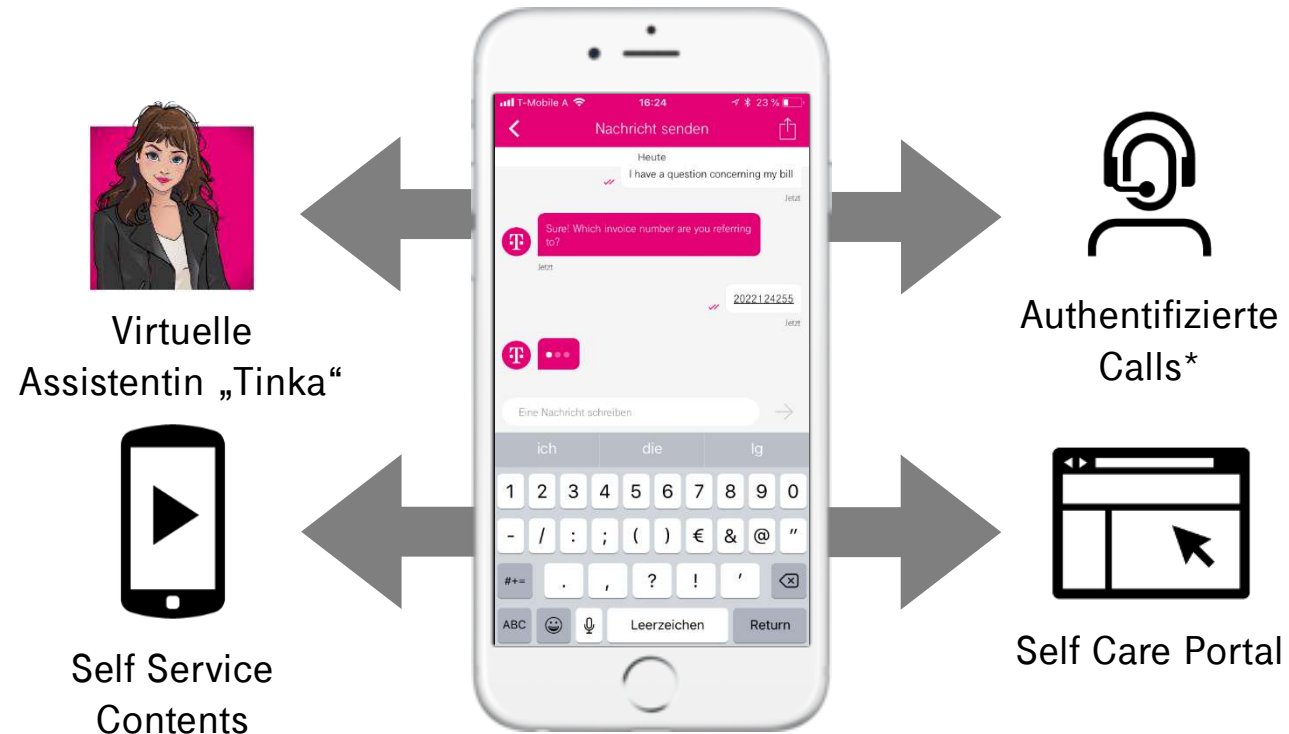 T-Mobile A 16:24 23 %
Nachricht senden
Heute
I have a question concerning my bill
Jetzt
Sure! Which invoice number are you referring
to?
Jetzt
2022124255
Jetzt
Eine Nachricht schreiben
ich die lg
1 2 3 4 5 6 7 8 9 0
- / : ; ( ) € & @ "
#+= . , ? ! '
ABC Leerzeichen Return
Virtuelle
Assistentin „Tinka“
Authentifizierte
Calls*
Self Service
Contents
Self Care Portal